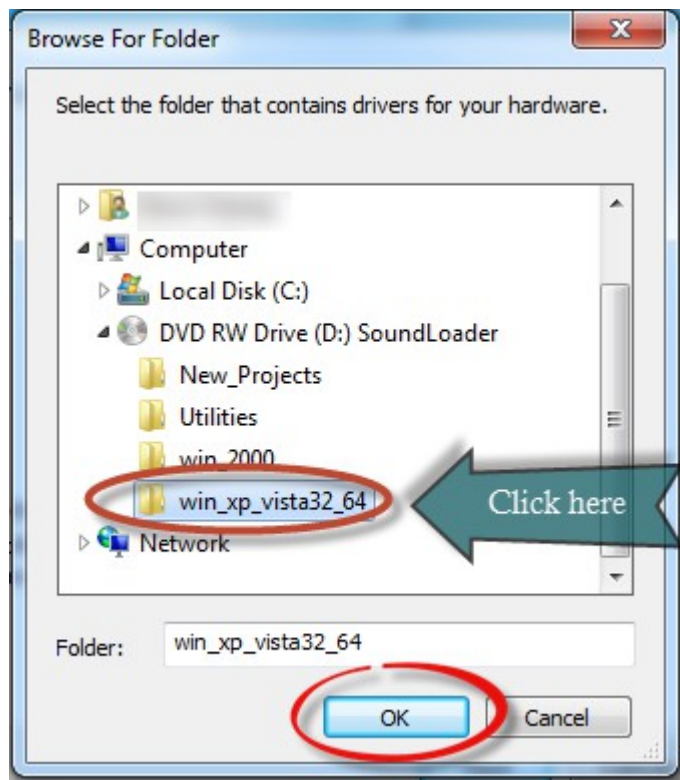 Browse For Folder
Select the folder that contains drivers for your hardware.
Computer
Local Disk (C:)
DVD RW Drive (D:) SoundLoader
New_Projects
Utilities
win_2000
win_xp_vista32_64
Click here
Network
Folder: win_xp_vista32_64
OK Cancel